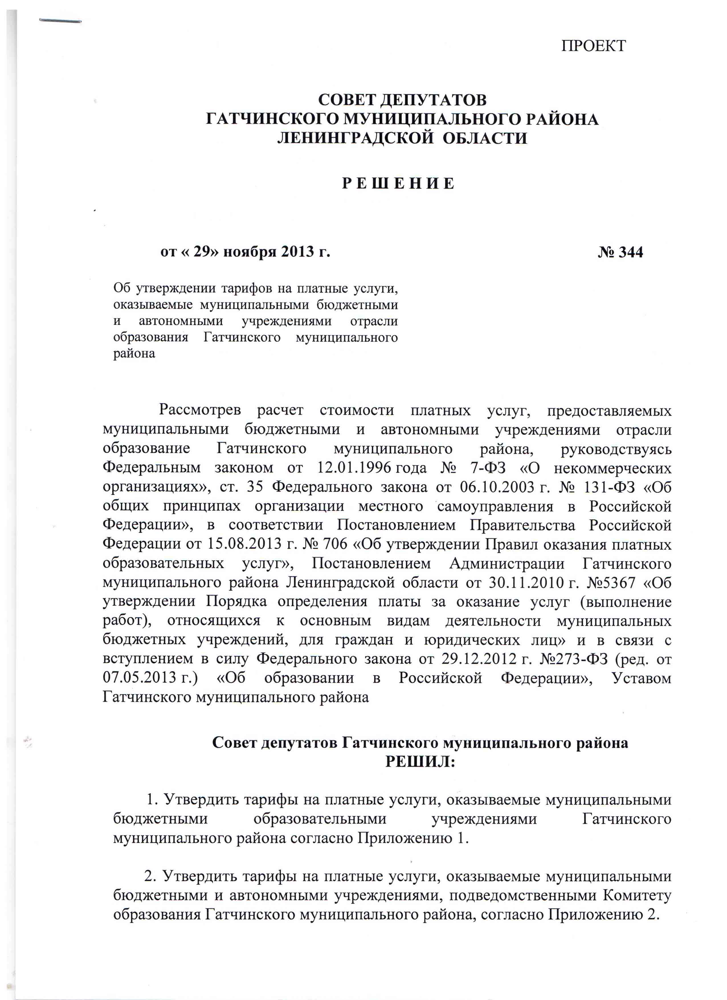 ПРОЕКТ
СОВЕТ ДЕПУТАТОВ
ГАТЧИНСКОГО МУНИЦИПАЛЬНОГО РАЙОНА
ЛЕНИНГРАДСКОЙ ОБЛАСТИ
Р Е Ш Е Н И Е
от « 29» ноября 2013 г. № 344
Об утверждении тарифов на платные услуги,
оказываемые муниципальными бюджетными
и автономными учреждениями отрасли
образования Гатчинского муниципального
района
Рассмотрев расчет стоимости платных услуг, предоставляемых
муниципальными бюджетными и автономными учреждениями отрасли
образование Гатчинского муниципального района, руководствуясь
Федеральным законом от 12.01.1996 года № 7-ФЗ «О некоммерческих
организациях», ст. 35 Федерального закона от 06.10.2003 г. № 131-ФЗ «Об
общих принципах организации местного самоуправления в Российской
Федерации», в соответствии Постановлением Правительства Российской
Федерации от 15.08.2013 г. № 706 «Об утверждении Правил оказания платных
образовательных услуг», Постановлением Администрации Гатчинского
муниципального района Ленинградской области от 30.11.2010 г. №5367 «Об
утверждении Порядка определения платы за оказание услуг (выполнение
работ), относящихся к основным видам деятельности муниципальных
бюджетных учреждений, для граждан и юридических лиц» и в связи с
вступлением в силу Федерального закона от 29.12.2012 г. №273-ФЗ (ред. от
07.05.2013 г.) «Об образовании в Российской Федерации», Уставом
Гатчинского муниципального района
Совет депутатов Гатчинского муниципального района
РЕШИЛ:
1. Утвердить тарифы на платные услуги, оказываемые муниципальными
бюджетными образовательными учреждениями Гатчинского
муниципального района согласно Приложению 1.
2. Утвердить тарифы на платные услуги, оказываемые муниципальными
бюджетными и автономными учреждениями, подведомственными Комитету
образования Гатчинского муниципального района, согласно Приложению 2.